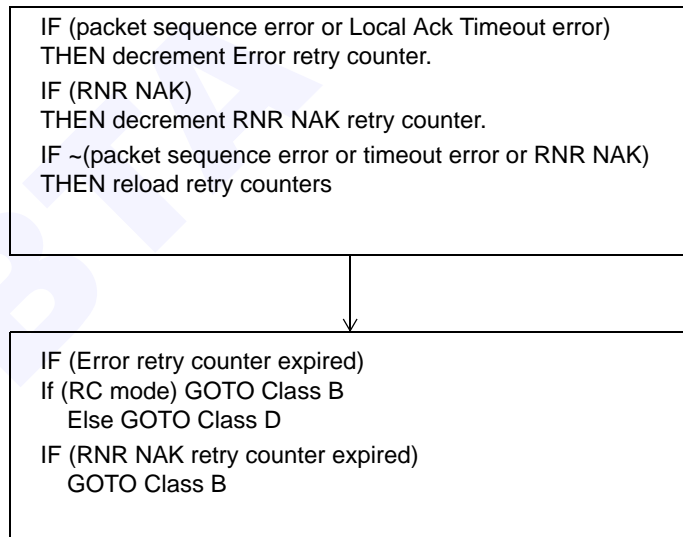 IF (packet sequence error or Local Ack Timeout error)
THEN decrement Error retry counter.
IF (RNR NAK)
THEN decrement RNR NAK retry counter.
IF ~(packet sequence error or timeout error or RNR NAK)
THEN reload retry counters
IF (Error retry counter expired)
If (RC mode) GOTO Class B
Else GOTO Class D
IF (RNR NAK retry counter expired)
GOTO Class B
BTA